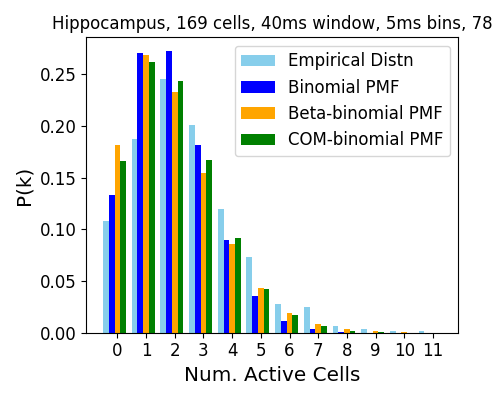 Hippocampus, 169 cells, 40ms window, 5ms bins, 78
Empirical Distn
Binomial PMF
Beta-binomial PMF
COM-binomial PMF
P(k)
0.25
0.20
0.15
0.10
0.05
0.00
0 1 2 3 4 5 6 7 8 9 10 11
Num. Active Cells